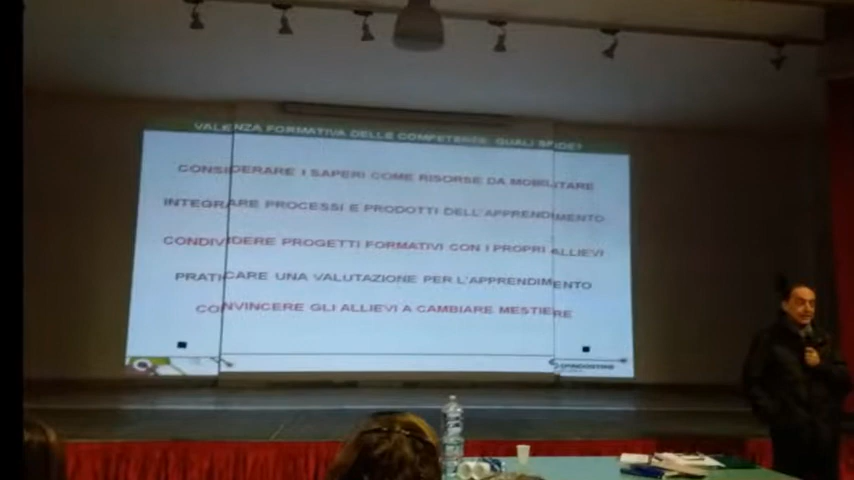 VALENZA FORMATIVA DELLE COMPETENZE: QUALI SFIDE?
CONSIDERARE I SAPERI COME RISORSE DA MOBILITARE
INTEGRARE PROCESSI E PRODOTTI DELL'APPRENDIMENTO
CONDIVIDERE PROGETTI FORMATIVI CON I PROPRI ALLIEVI
PRATICARE UNA VALUTAZIONE PER L'APPRENDIMENTO
CONVINCERE GLI ALLIEVI A CAMBIARE MESTIERE
DEAGOSTINI